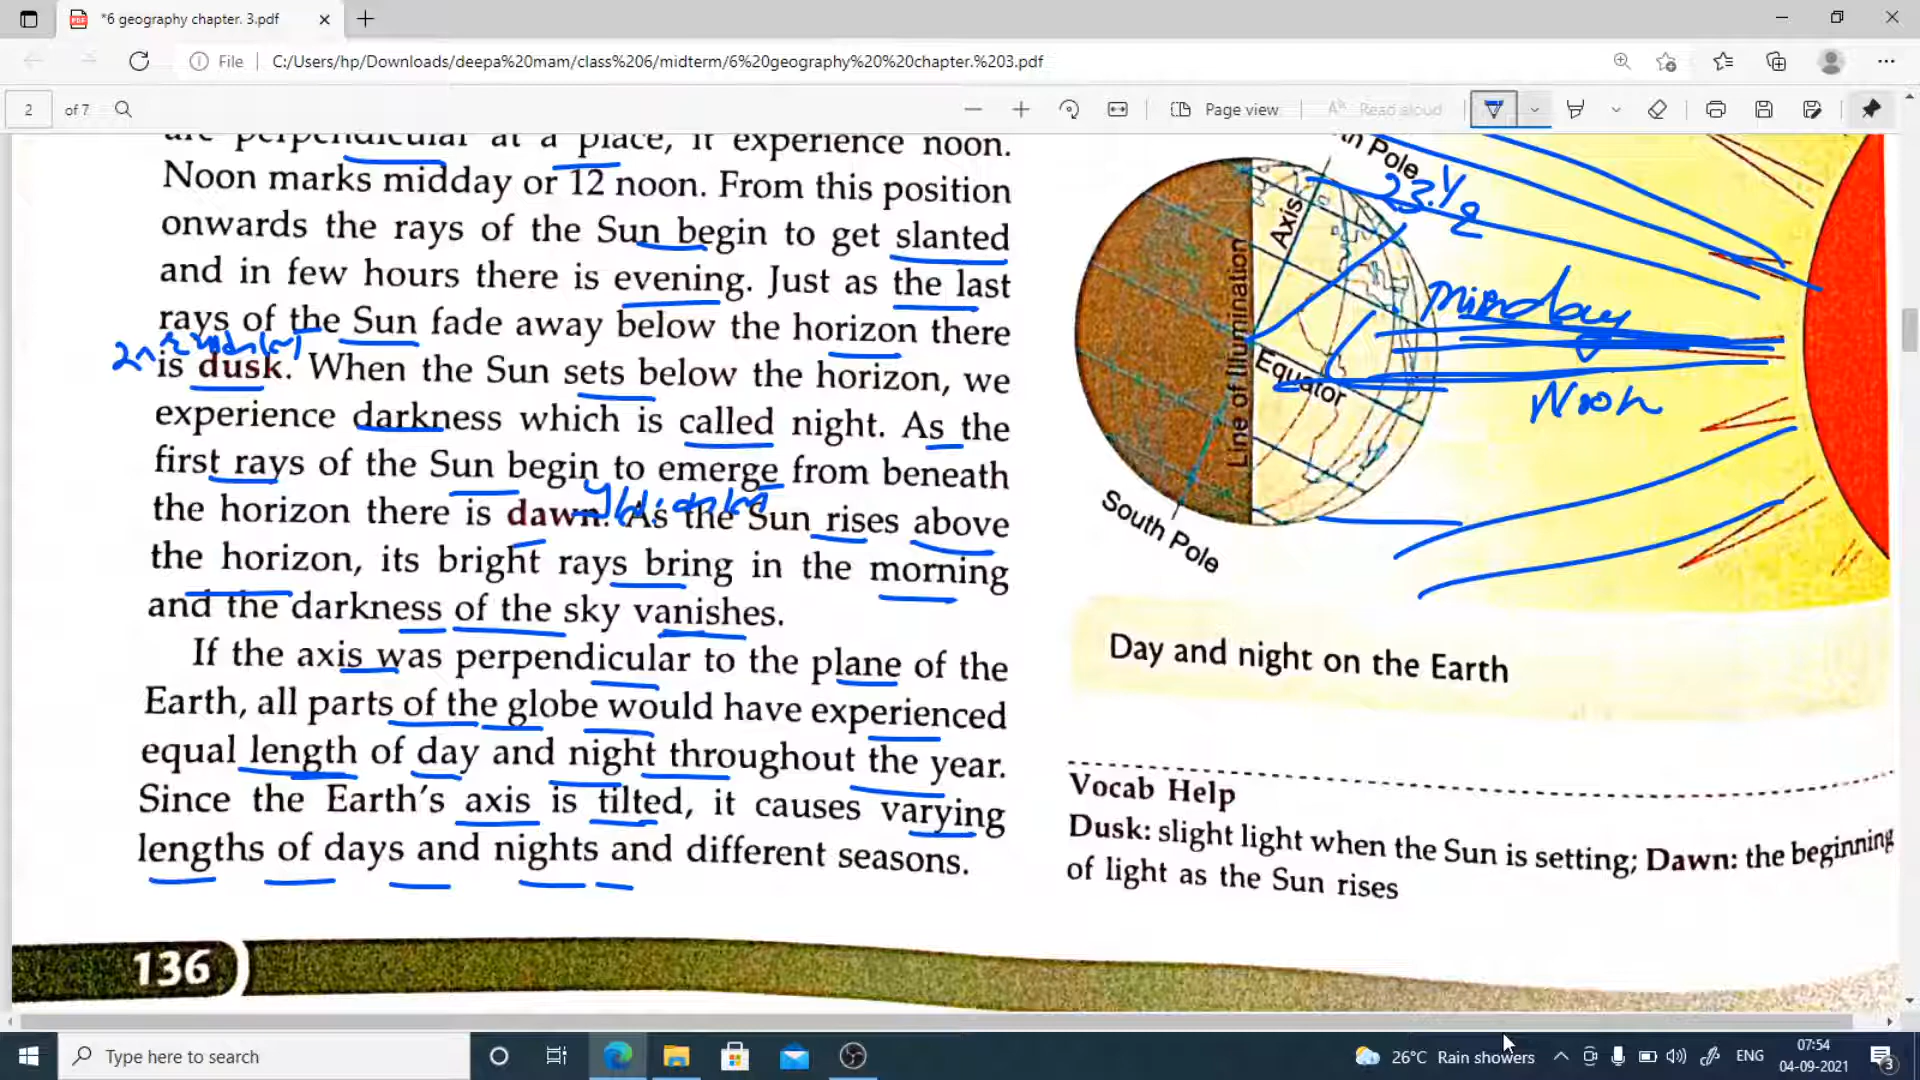 *6 geography chapter. 3.pdf
File
C:/Users/hp/Downloads/deepa%20mam/class%206/midterm/6%20geography%20%20chapter.%203.pdf
2 of 7
Page view
Read aloud
are perpendicular at a place, it experience noon.
Noon marks midday or 12 noon. From this position
onwards the rays of the Sun begin to get slanted
and in few hours there is evening. Just as the last
rays of the Sun fade away below the horizon there
is dusk. When the Sun sets below the horizon, we
experience darkness which is called night. As the
first rays of the Sun begin to emerge from beneath
the horizon there is dawn. As the Sun rises above
the horizon, its bright rays bring in the morning
and the darkness of the sky vanishes.
If the axis was perpendicular to the plane of the
Earth, all parts of the globe would have experienced
equal length of day and night throughout the year.
Since the Earth's axis is tilted, it causes varying
lengths of days and nights and different seasons.
136
Pole
23.1/2
Axis
Line of Illumination
Equator
Noon
South Pole
Day and night on the Earth
Vocab Help
Dusk: slight light when the Sun is setting; Dawn: the beginning
of light as the Sun rises
Type here to search
26°C Rain showers
ENG
07:54
04-09-2021
3